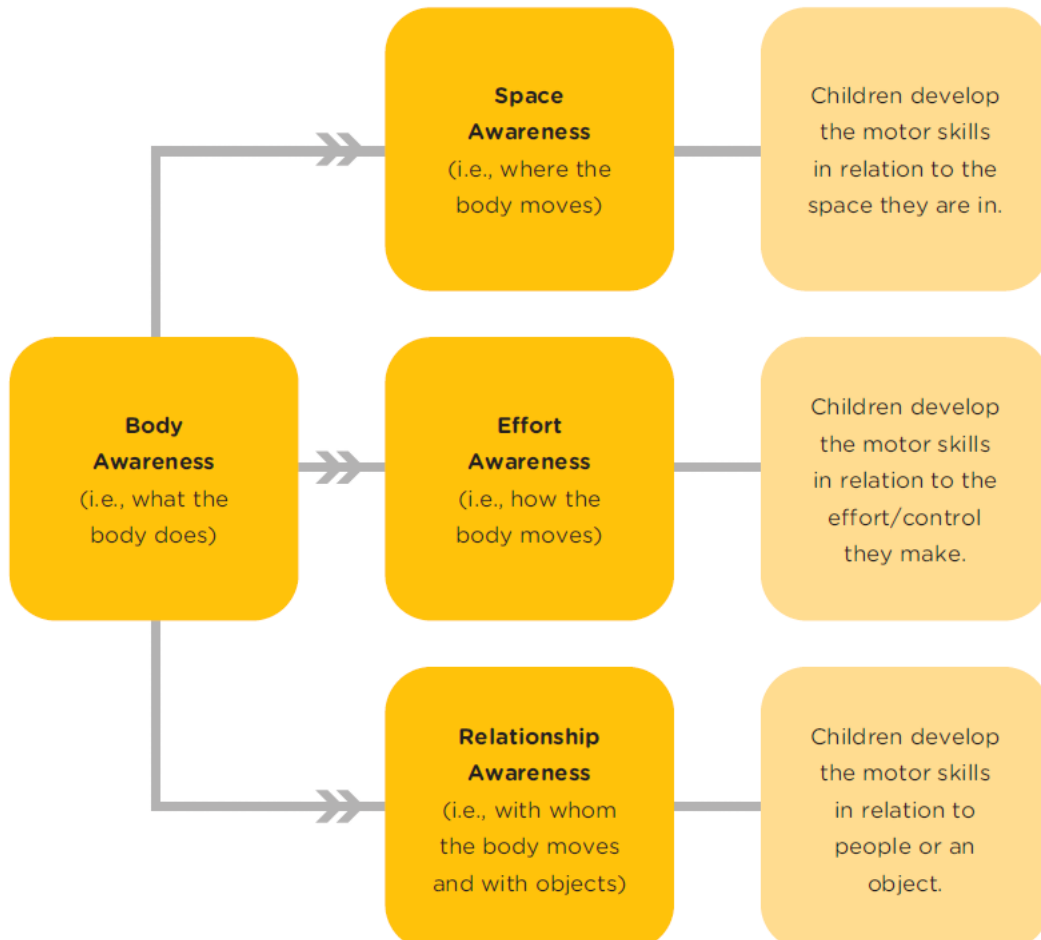 Space
Awareness
(i.e., where the
body moves)
Children develop
the motor skills
in relation to the
space they are in.
Body
Awareness
(i.e., what the
body does)
Effort
Awareness
(i.e., how the
body moves)
Children develop
the motor skills
in relation to the
effort/control
they make.
Relationship
Awareness
(i.e., with whom
the body moves
and with objects)
Children develop
the motor skills
in relation to
people or an
object.